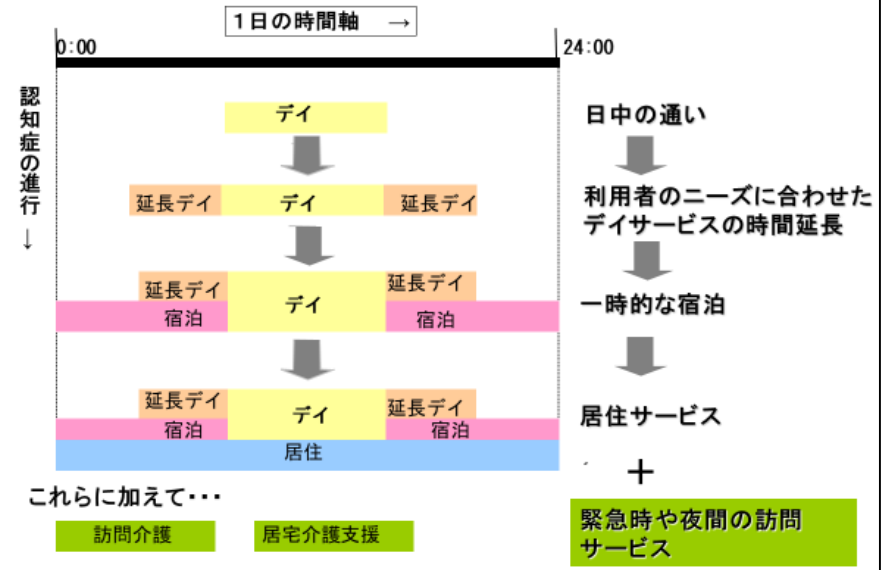 1日の時間軸 →
0:00
24:00
認知症の進行 →
デイ
日中の通い
延長デイ
デイ
延長デイ
利用者のニーズに合わせた
デイサービスの時間延長
延長デイ
デイ
延長デイ
宿泊
宿泊
一時的な宿泊
延長デイ
デイ
延長デイ
宿泊
宿泊
居住
居住サービス
+
これらに加えて・・・
訪問介護
居宅介護支援
緊急時や夜間の訪問
サービス